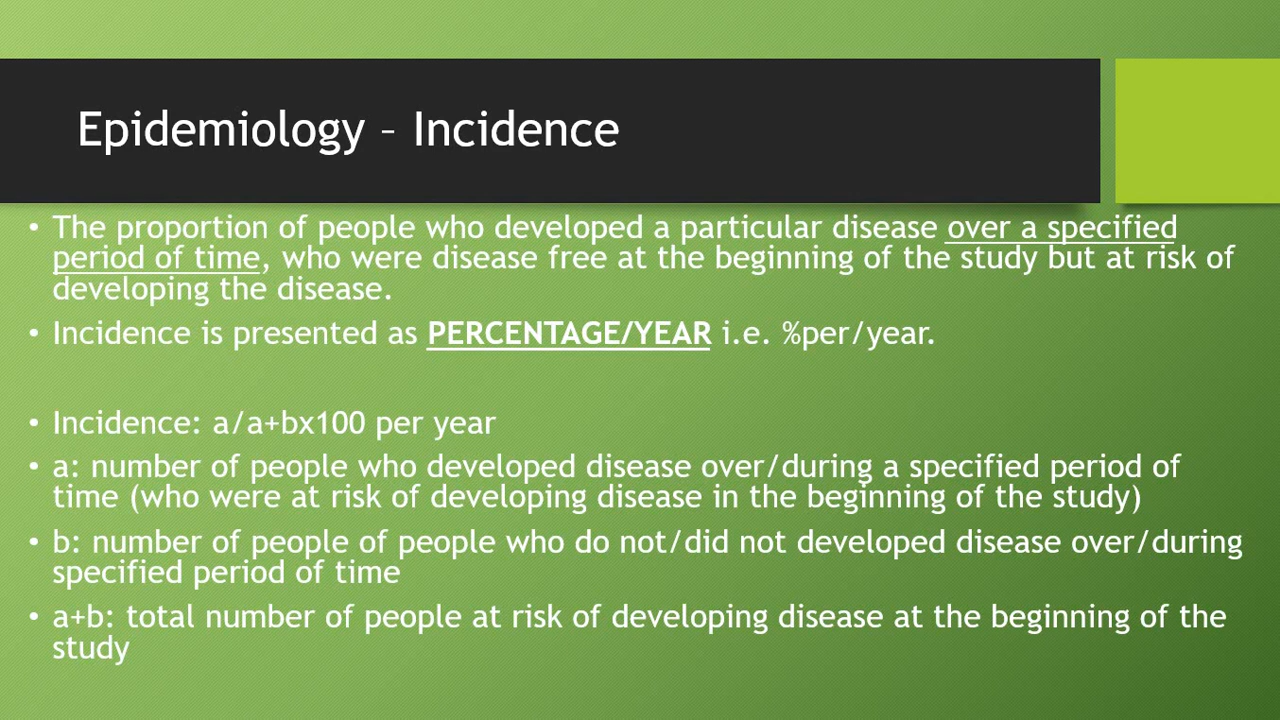 Epidemiology – Incidence
• The proportion of people who developed a particular disease over a specified
period of time, who were disease free at the beginning of the study but at risk of
developing the disease.
• Incidence is presented as PERCENTAGE/YEAR i.e. %per/year.
• Incidence: a/a+bx100 per year
• a: number of people who developed disease over/during a specified period of
time (who were at risk of developing disease in the beginning of the study)
• b: number of people of people who do not/did not developed disease over/during
specified period of time
• a+b: total number of people at risk of developing disease at the beginning of the
study